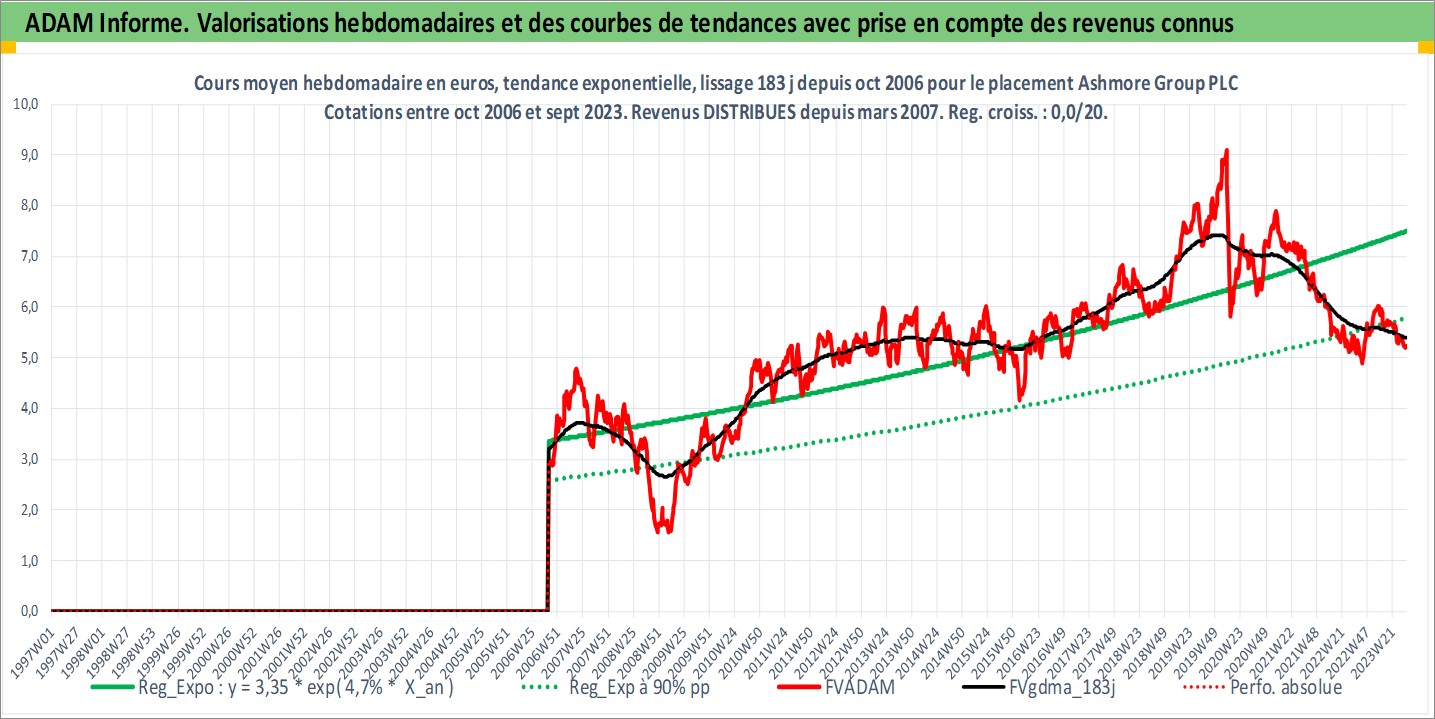 ADAM Informe. Valorisations hebdomadaires et des courbes de tendances avec prise en compte des revenus connus
Cours moyen hebdomadaire en euros, tendance exponentielle, lissage 183 j depuis oct 2006 pour le placement Ashmore Group PLC
Cotations entre oct 2006 et sept 2023. Revenus DISTRIBUES depuis mars 2007. Reg. croiss. : 0,0/20.
10,0
9,0
8,0
7,0
6,0
5,0
4,0
3,0
2,0
1,0
0,0
1997W01
1997W27
1998W01
1998W27
1998W53
1999W26
1999W52
2000W26
2000W52
2001W26
2001W52
2002W26
2002W52
2003W26
2003W52
2004W26
2004W52
2005W25
2005W51
2006W25
2006W51
2007W25
2007W51
2008W25
2008W51
2009W25
2009W51
2010W24
2010W50
2011W24
2011W50
2012W24
2012W50
2013W24
2013W50
2014W24
2014W50
2015W24
2015W50
2016W23
2016W49
2017W23
2017W49
2018W23
2018W49
2019W23
2019W49
2020W23
2020W49
2021W22
2021W48
2022W21
2022W47
2023W21
Reg_Expo : y = 3,35 * exp( 4,7% * X_an )
Reg_Exp à 90% pp
FVADAM
FVgdma_183j
Perfo. absolue